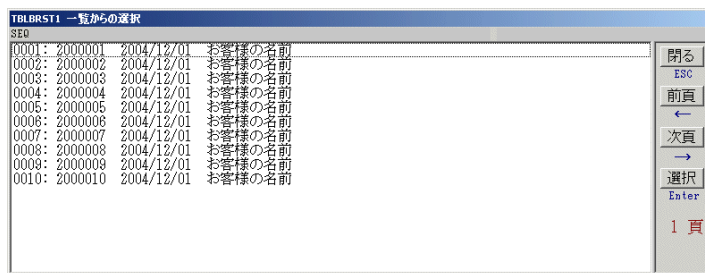 TBLBRST1 一覧からの選択
SEQ
0001: 2000001 2004/12/01 お客様の名前
0002: 2000002 2004/12/01 お客様の名前
0003: 2000003 2004/12/01 お客様の名前
0004: 2000004 2004/12/01 お客様の名前
0005: 2000005 2004/12/01 お客様の名前
0006: 2000006 2004/12/01 お客様の名前
0007: 2000007 2004/12/01 お客様の名前
0008: 2000008 2004/12/01 お客様の名前
0009: 2000009 2004/12/01 お客様の名前
0010: 2000010 2004/12/01 お客様の名前
閉る
ESC
前頁
←
次頁
→
選択
Enter
1 頁